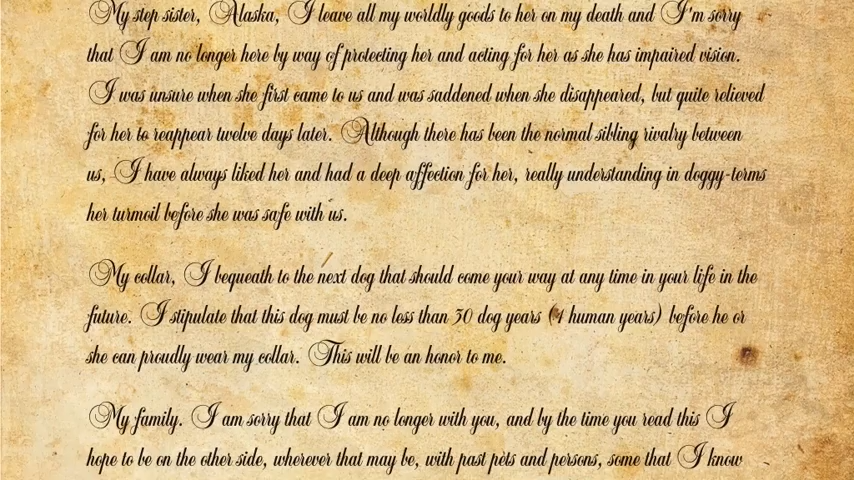 My step sister, Alaska, I leave all my worldly goods to her on my death and I'm sorry
that I am no longer here by way of protecting her and acting for her as she has impaired vision.
I was unsure when she first came to us and was saddened when she disappeared, but quite relieved
for her to reappear twelve days later. Although there has been the normal sibling rivalry between
us, I have always liked her and had a deep affection for her, really understanding in doggy-terms
her turmoil before she was safe with us.
My collar, I bequeath to the next dog that should come your way at any time in your life in the
future. I stipulate that this dog must be no less than 30 dog years (4 human years) before he or
she can proudly wear my collar. This will be an honor to me.
My family. I am sorry that I am no longer with you, and by the time you read this I
hope to be on the other side, wherever that may be, with past pets and persons, some that I know